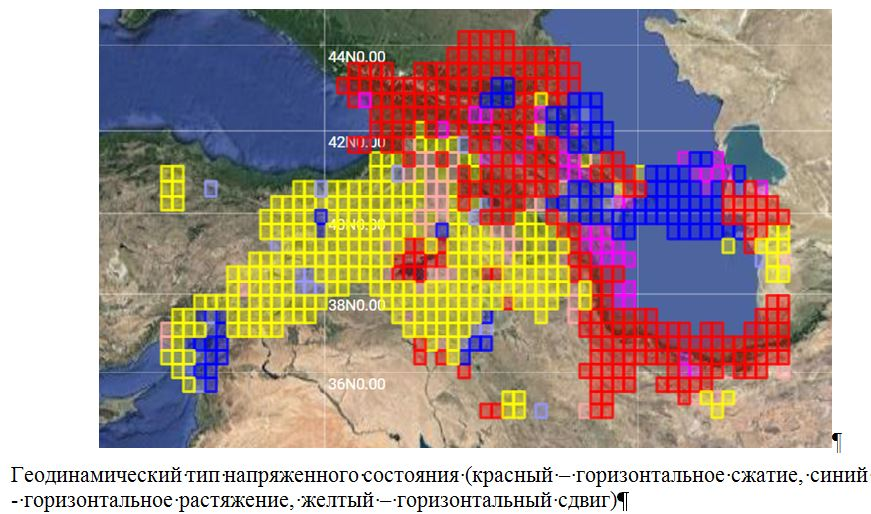 44N0.00
42N0.00
40N0.00
38N0.00
36N0.00
¶
Геодинамический·тип·напряженного·состояния·(красный·–·горизонтальное·сжатие,·синий·
-·горизонтальное·растяжение,·желтый·–·горизонтальный·сдвиг)¶